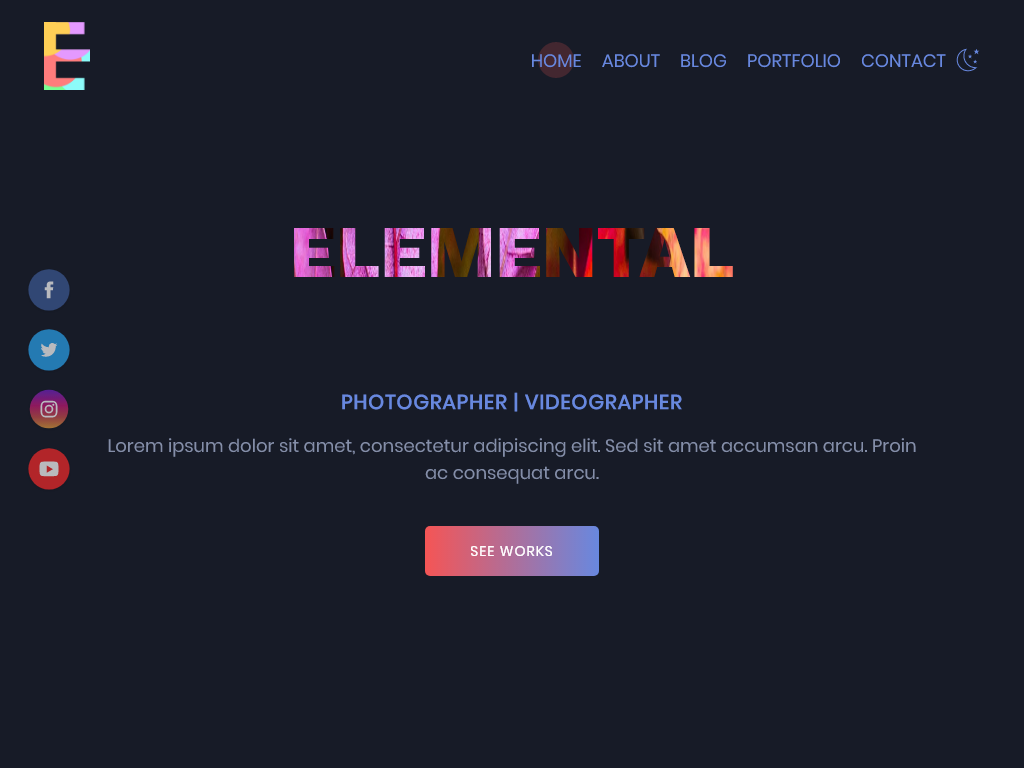 E
HOME ABOUT BLOG PORTFOLIO CONTACT
ELEMENTAL
PHOTOGRAPHER | VIDEOGRAPHER
Lorem ipsum dolor sit amet, consectetur adipiscing elit. Sed sit amet accumsan arcu. Proin
ac consequat arcu.
SEE WORKS